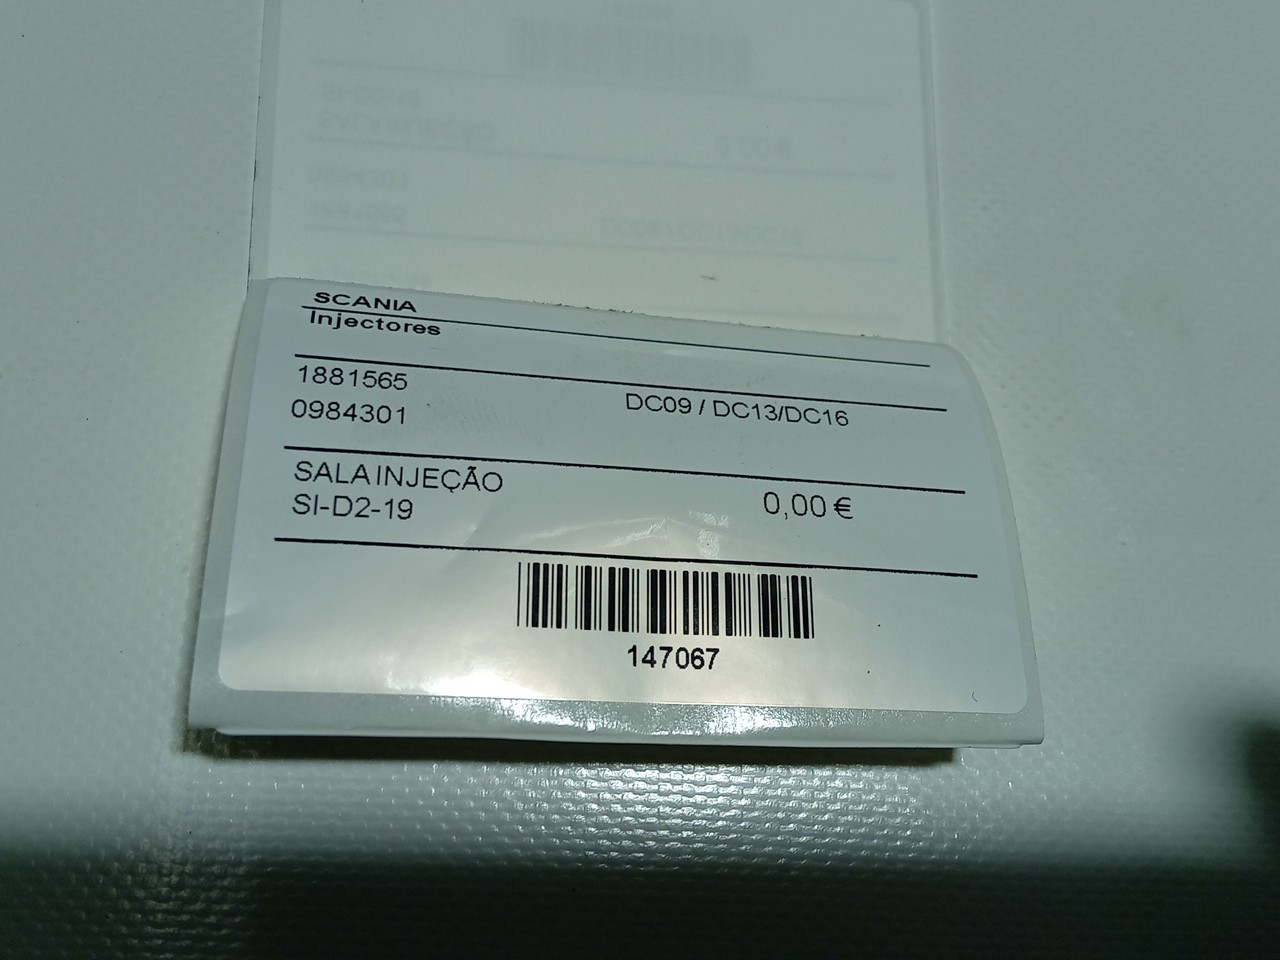 SCANIA
Injectores
1881565
0984301
DC09 / DC13/DC16
SALA INJEÇÃO
SI-D2-19
0,00 €
147067